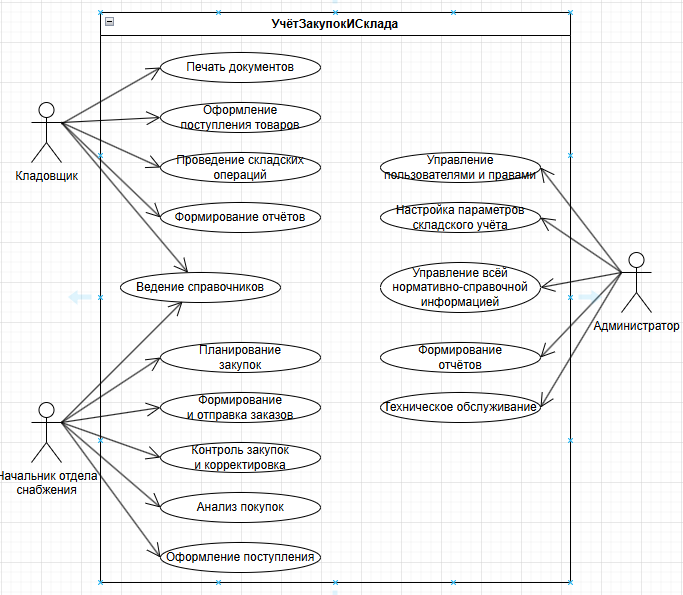 УчётЗакупокИСклада
Печать документов
Оформление
поступления товаров
Проведение складских
операций
Формирование отчётов
Ведение справочников
Планирование
закупок
Формирование
и отправка заказов
Контроль закупок
и корректировка
Анализ покупок
Оформление поступления
Кладовщик
Начальник отдела
снабжения
Управление
пользователями и правами
Настройка параметров
складского учёта
Управление всёй
нормативно-справочной
информацией
Формирование
отчётов
Техническое обслуживание
Администратор